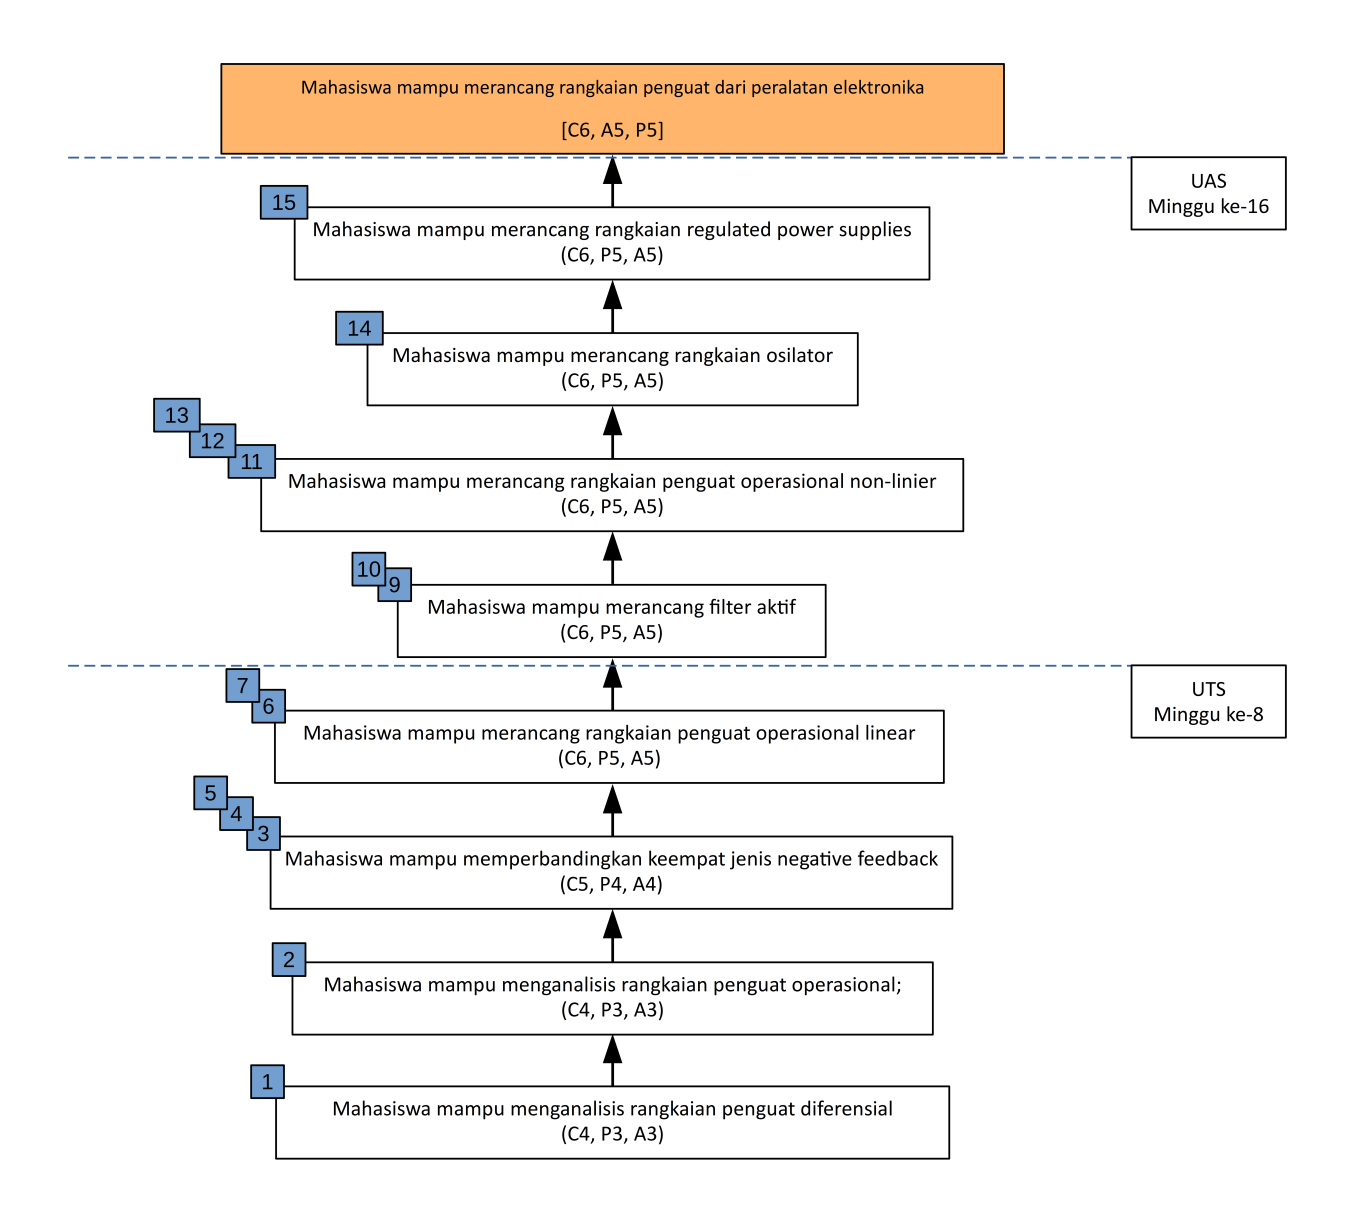 Mahasiswa mampu merancang rangkaian penguat dari peralatan elektronika
[C6, A5, P5]
UAS
Minggu ke-16
15
Mahasiswa mampu merancang rangkaian regulated power supplies
(C6, P5, A5)
14
Mahasiswa mampu merancang rangkaian osilator
(C6, P5, A5)
13
12
11
Mahasiswa mampu merancang rangkaian penguat operasional non-linier
(C6, P5, A5)
10
9
Mahasiswa mampu merancang filter aktif
(C6, P5, A5)
UTS
Minggu ke-8
7
6
Mahasiswa mampu merancang rangkaian penguat operasional linear
(C6, P5, A5)
5
4
3
Mahasiswa mampu memperbandingkan keempat jenis negative feedback
(C5, P4, A4)
2
Mahasiswa mampu menganalisis rangkaian penguat operasional;
(C4, P3, A3)
1
Mahasiswa mampu menganalisis rangkaian penguat diferensial
(C4, P3, A3)